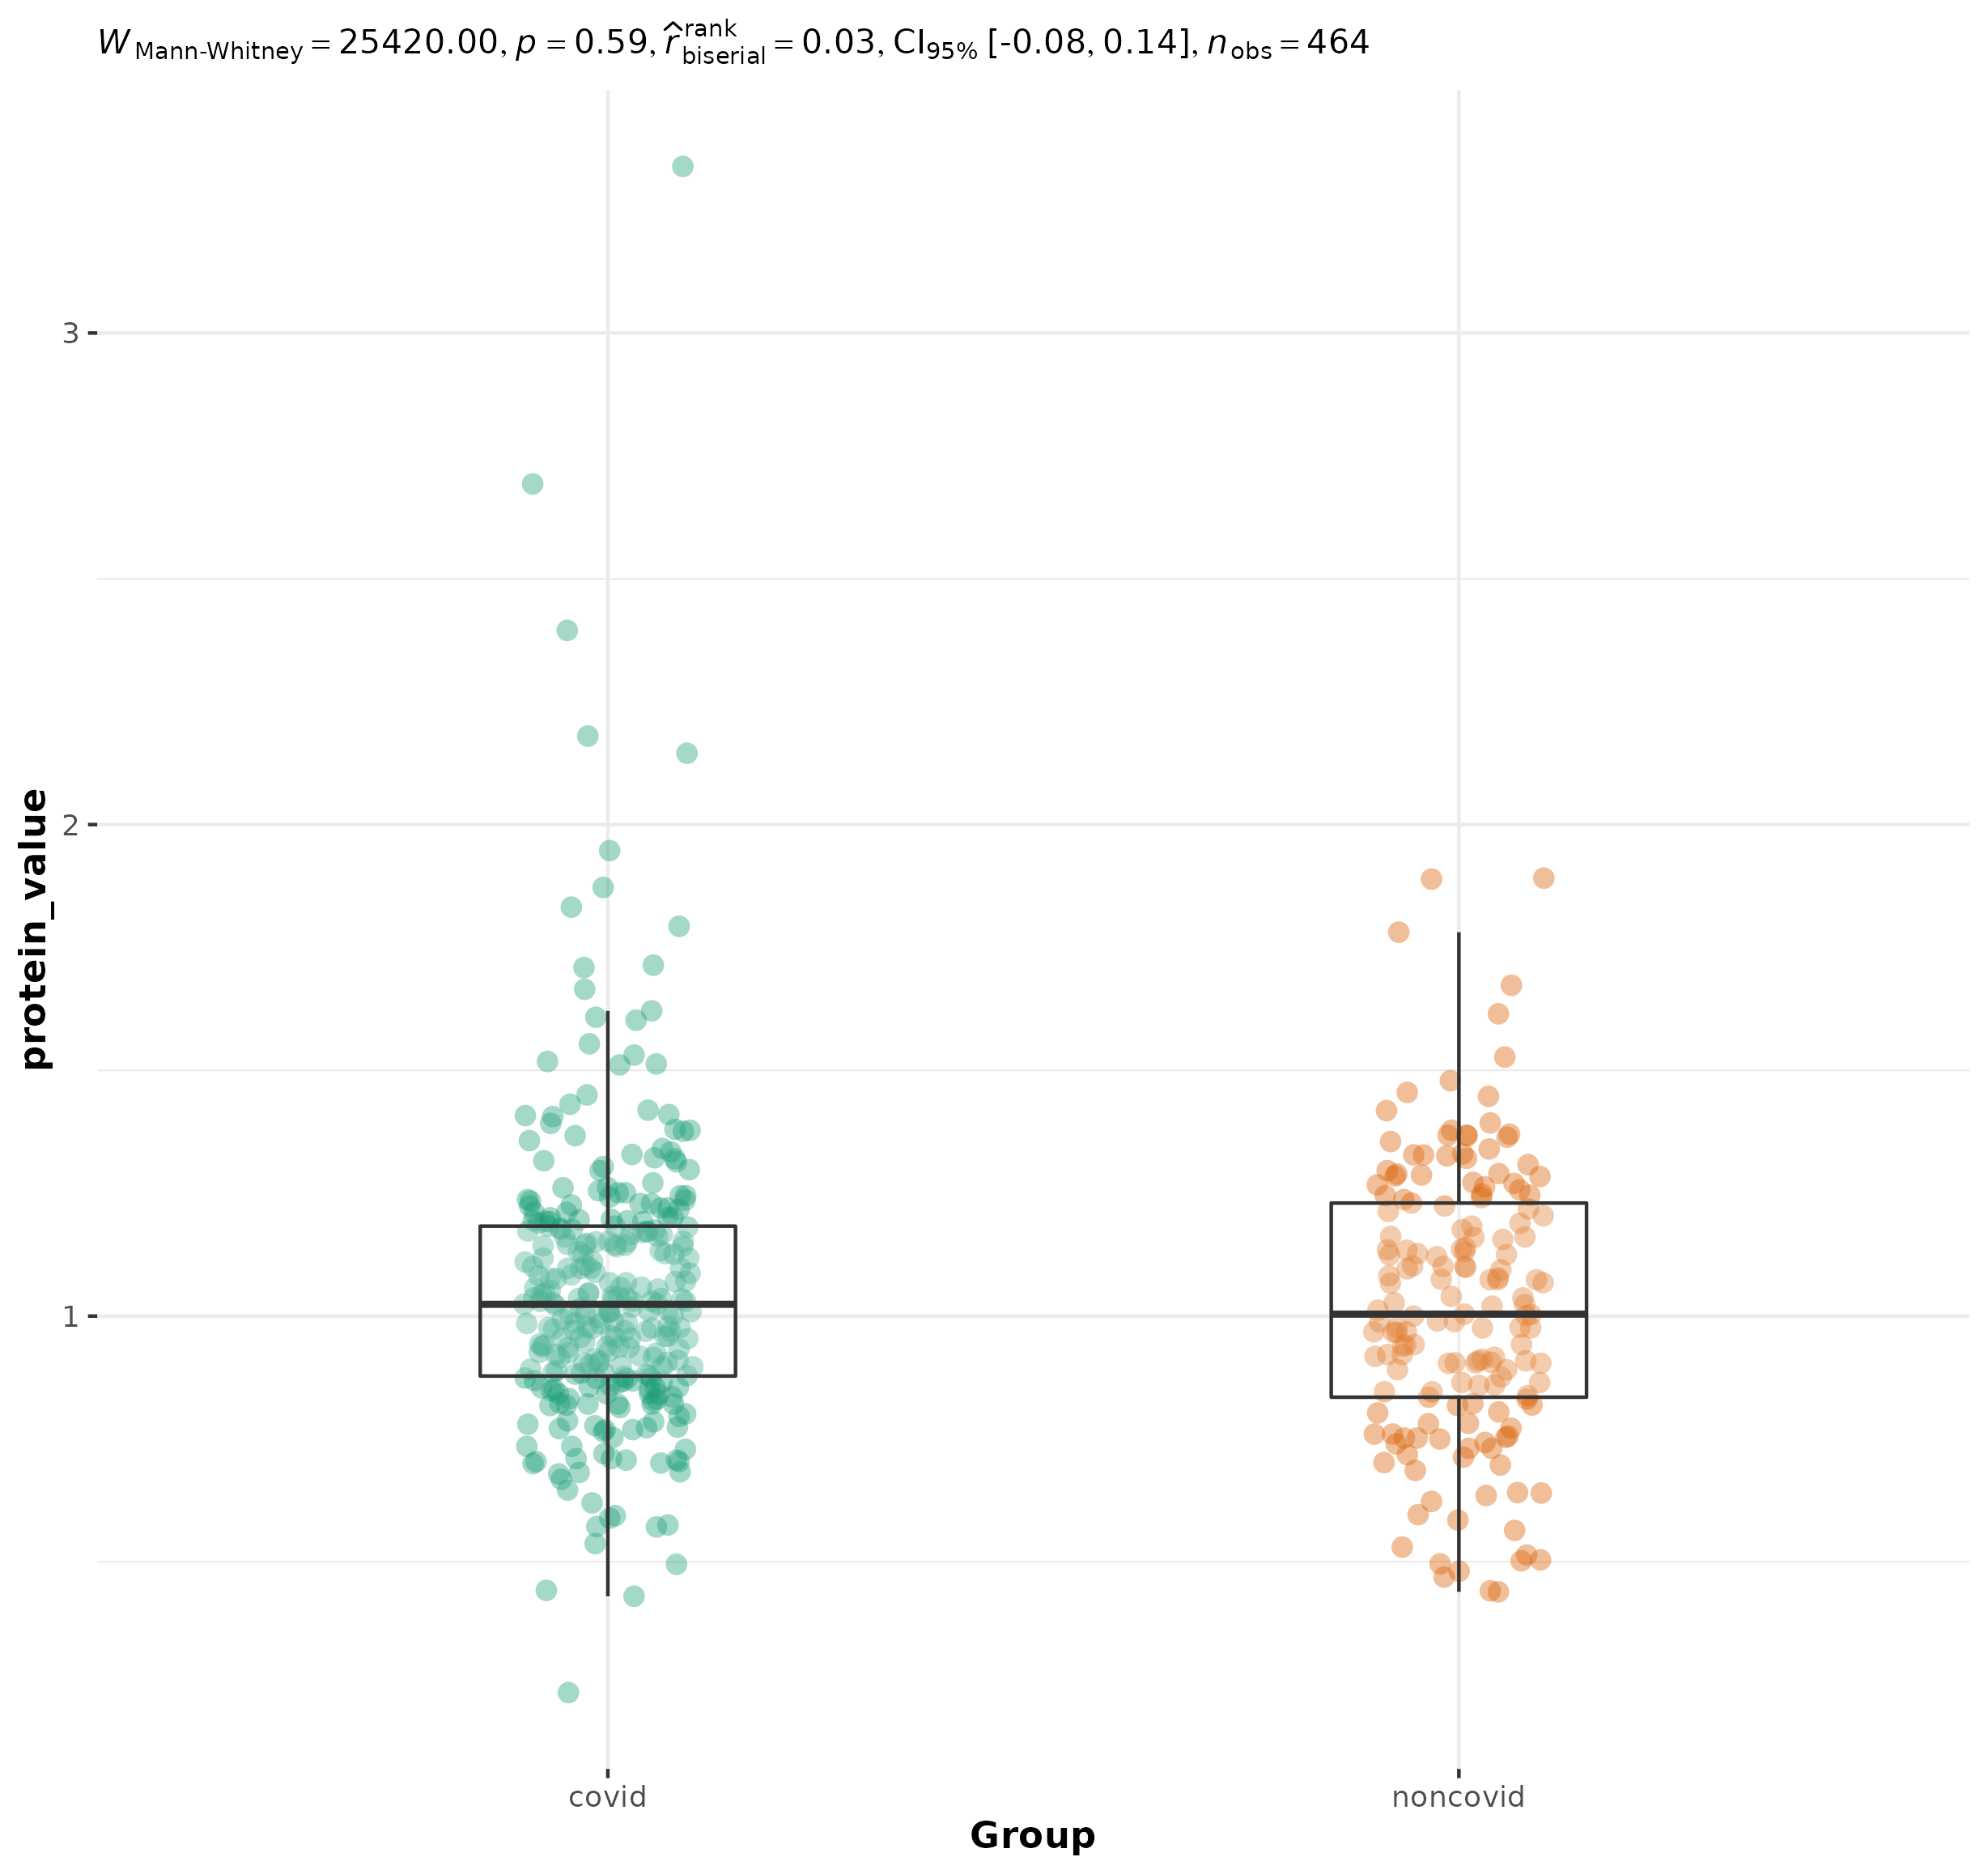 W Mann-Whitney = 25420.00, p = 0.59, r̂ rank biserial = 0.03, CI95% [-0.08, 0.14], n obs = 464
protein_value
3
2
1
covid noncovid
Group